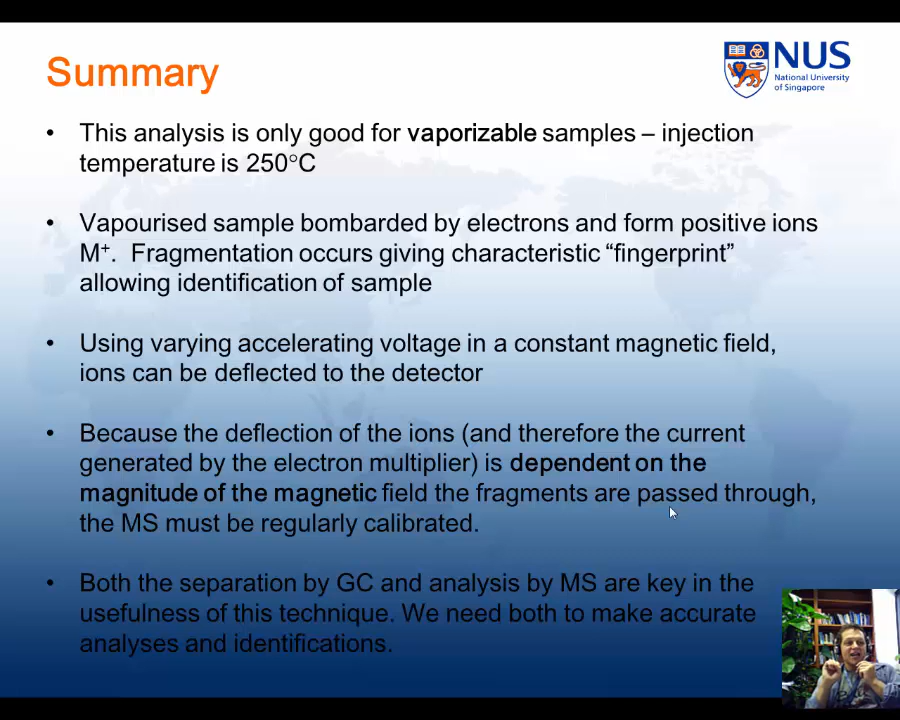 Summary
NUS
National University
of Singapore
• This analysis is only good for vaporizable samples – injection
temperature is 250°C
• Vapourised sample bombarded by electrons and form positive ions
M⁺. Fragmentation occurs giving characteristic “fingerprint”
allowing identification of sample
• Using varying accelerating voltage in a constant magnetic field,
ions can be deflected to the detector
• Because the deflection of the ions (and therefore the current
generated by the electron multiplier) is dependent on the
magnitude of the magnetic field the fragments are passed through,
the MS must be regularly calibrated.
• Both the separation by GC and analysis by MS are key in the
usefulness of this technique. We need both to make accurate
analyses and identifications.